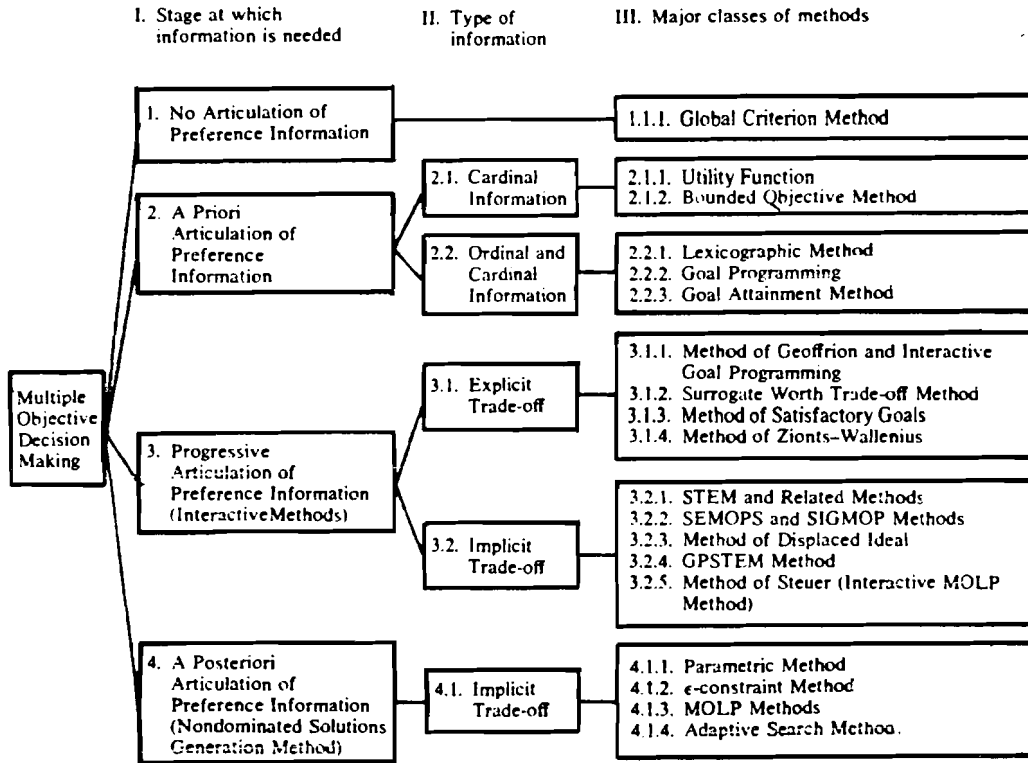 I. Stage at which
information is needed
II. Type of
information
III. Major classes of methods
Multiple
Objective
Decision
Making
1. No Articulation of
Preference Information
1.1.1. Global Criterion Method
2. A Priori
Articulation of
Preference
Information
2.1. Cardinal
Information
2.1.1. Utility Function
2.1.2. Bounded Objective Method
2.2. Ordinal and
Cardinal
Information
2.2.1. Lexicographic Method
2.2.2. Goal Programming
2.2.3. Goal Attainment Method
3. Progressive
Articulation of
Preference Information
(InteractiveMethods)
3.1. Explicit
Trade-off
3.1.1. Method of Geoffrion and Interactive
Goal Programming
3.1.2. Surrogate Worth Trade-off Method
3.1.3. Method of Satisfactory Goals
3.1.4. Method of Zionts-Wallenius
3.2. Implicit
Trade-off
3.2.1. STEM and Related Methods
3.2.2. SEMOPS and SIGMOP Methods
3.2.3. Method of Displaced Ideal
3.2.4. GPSTEM Method
3.2.5. Method of Steuer (Interactive MOLP
Method)
4. A Posteriori
Articulation of
Preference Information
(Nondominated Solutions
Generation Method)
4.1. Implicit
Trade-off
4.1.1. Parametric Method
4.1.2. ϵ-constraint Method
4.1.3. MOLP Methods
4.1.4. Adaptive Search Method.